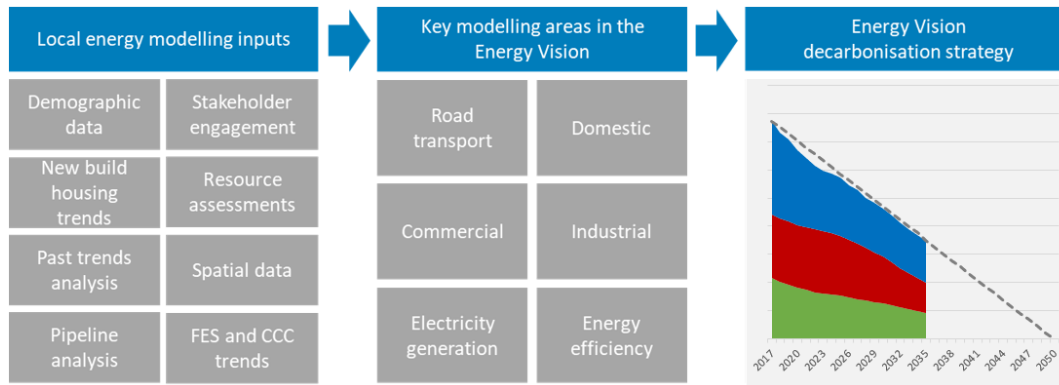 Local energy modelling inputs
Key modelling areas in the
Energy Vision
Energy Vision
decarbonisation strategy
Demographic
data
Stakeholder
engagement
New build
housing
trends
Resource
assessments
Past trends
analysis
Spatial data
Pipeline
analysis
FES and CCC
trends
Road
transport
Domestic
Commercial
Industrial
Electricity
generation
Energy
efficiency
2017
2020
2023
2026
2029
2032
2035
2038
2041
2044
2047
2050